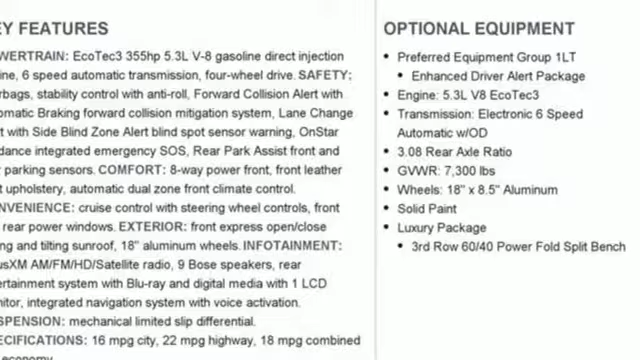 EY FEATURES
WERTRAIN: EcoTec3 355hp 5.3L V-8 gasoline direct injection
ine, 6 speed automatic transmission, four-wheel drive. SAFETY:
rbags, stability control with anti-roll, Forward Collision Alert with
omatic Braking forward collision mitigation system, Lane Change
t with Side Blind Zone Alert blind spot sensor warning, OnStar
dance integrated emergency SOS, Rear Park Assist front and
r parking sensors. COMFORT: 8-way power front, front leather
t upholstery, automatic dual zone front climate control.
NVENIENCE: cruise control with steering wheel controls, front
rear power windows. EXTERIOR: front express open/close
ing and tilting sunroof, 18" aluminum wheels. INFOTAINMENT:
usXM AM/FM/HD/Satellite radio, 9 Bose speakers, rear
ertainment system with Blu-ray and digital media with 1 LCD
nitor, integrated navigation system with voice activation.
SPENSION: mechanical limited slip differential.
ECIFICATIONS: 16 mpg city, 22 mpg highway, 18 mpg combined
economy
OPTIONAL EQUIPMENT
• Preferred Equipment Group 1LT
• Enhanced Driver Alert Package
• Engine: 5.3L V8 EcoTec3
• Transmission: Electronic 6 Speed
Automatic w/OD
• 3.08 Rear Axle Ratio
• GVWR: 7,300 lbs
• Wheels: 18" x 8.5" Aluminum
• Solid Paint
• Luxury Package
• 3rd Row 60/40 Power Fold Split Bench